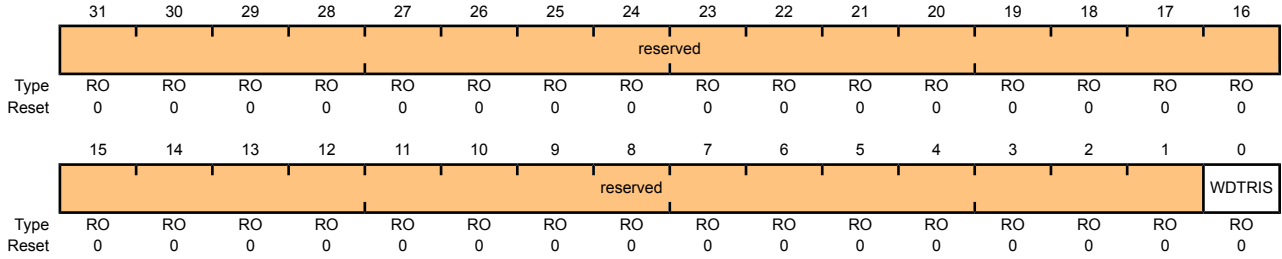 31 30 29 28 27 26 25 24 23 22 21 20 19 18 17 16
reserved
Type RO RO RO RO RO RO RO RO RO RO RO RO RO RO RO RO
Reset 0 0 0 0 0 0 0 0 0 0 0 0 0 0 0 0
15 14 13 12 11 10 9 8 7 6 5 4 3 2 1 0
reserved WDTRIS
Type RO RO RO RO RO RO RO RO RO RO RO RO RO RO RO RO
Reset 0 0 0 0 0 0 0 0 0 0 0 0 0 0 0 0